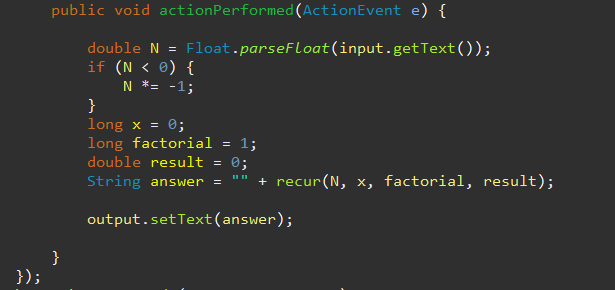 public void actionPerformed(ActionEvent e) {
double N = Float.parseFloat(input.getText());
if (N < 0) {
N *= -1;
}
long x = 0;
long factorial = 1;
double result = 0;
String answer = "" + recur(N, x, factorial, result);
output.setText(answer);
}
});